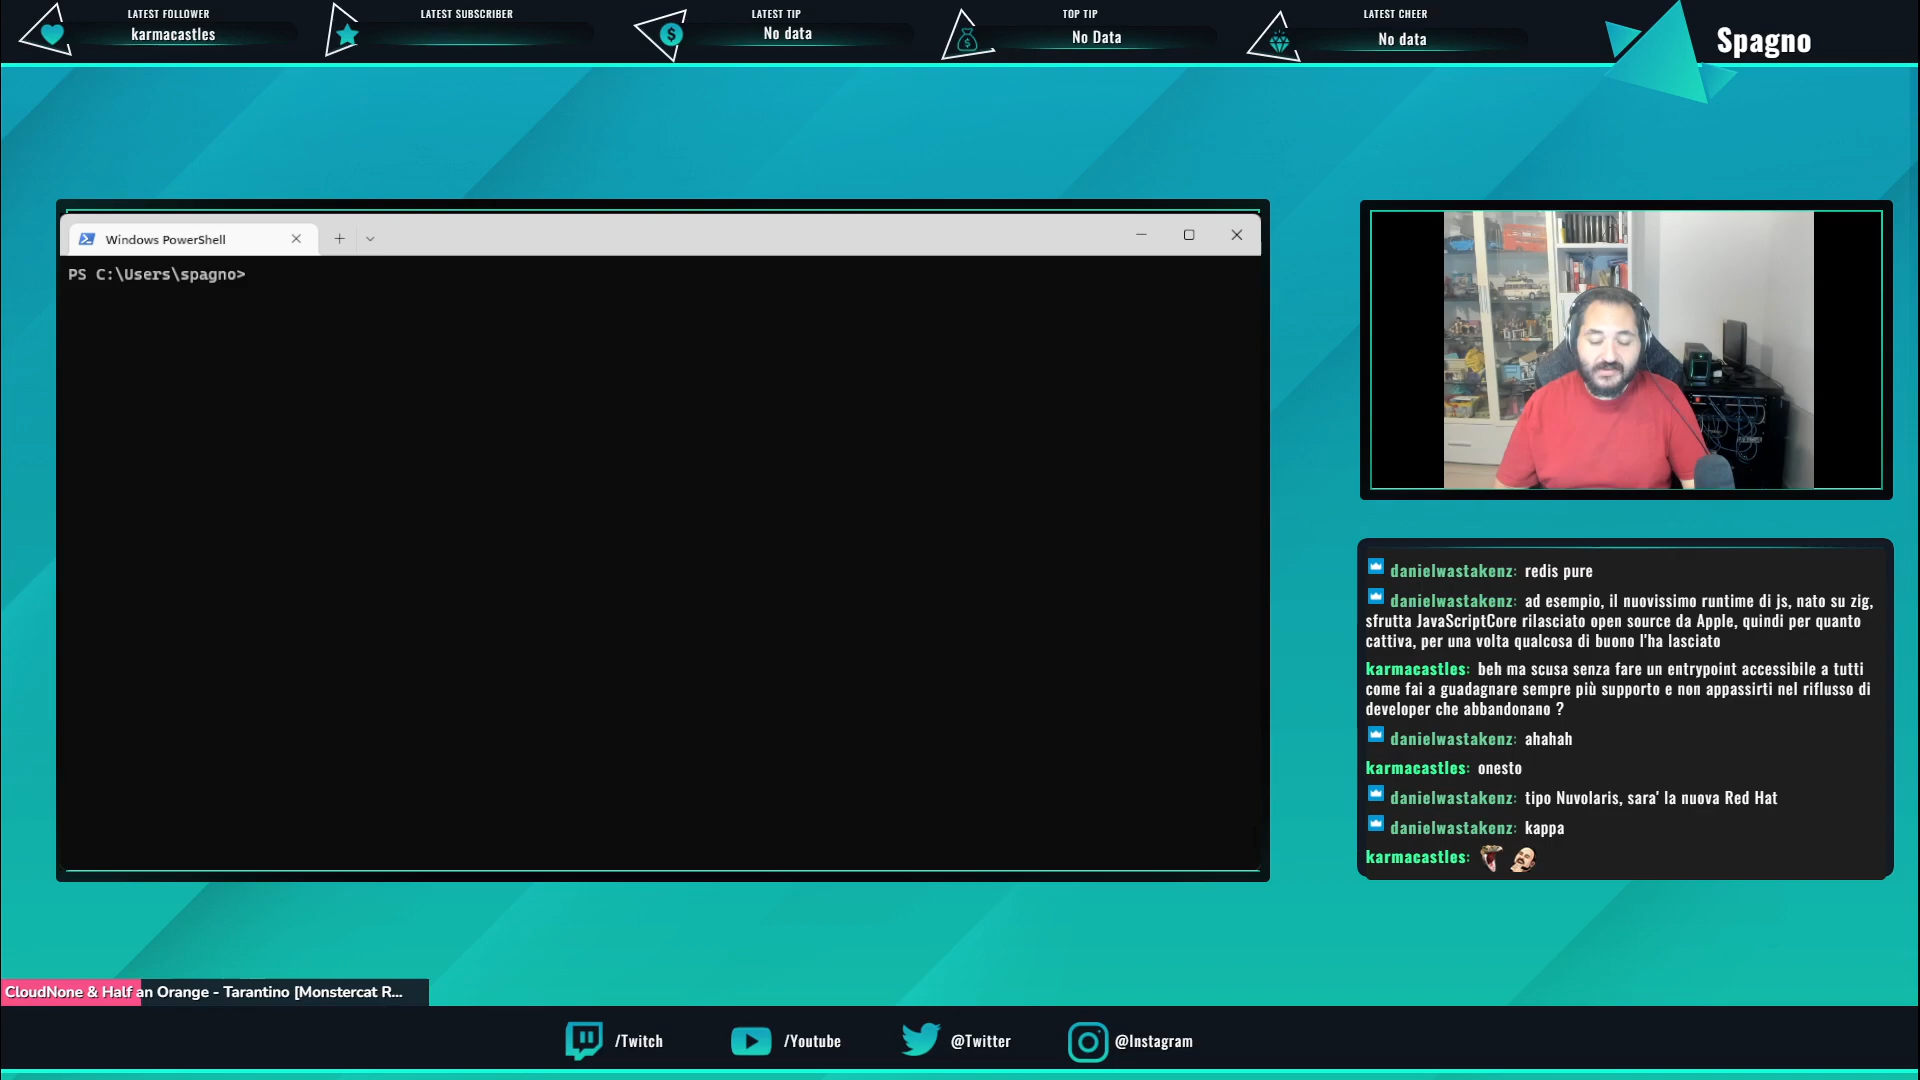 LATEST FOLLOWER
karmacastles
LATEST SUBSCRIBER
LATEST TIP
No data
TOP TIP
No Data
LATEST CHEER
No data
Spagno
Windows PowerShell
PS C:\Users\spagno>
danielwastakenz: redis pure
danielwastakenz: ad esempio, il nuovissimo runtime di js, nato su zig,
sfrutta JavaScriptCore rilasciato open source da Apple, quindi per quanto
cattiva, per una volta qualcosa di buono l'ha lasciato
karmacastles: beh ma scusa senza fare un entrypoint accessibile a tutti
come fai a guadagnare sempre più supporto e non appassirti nel riflusso di
developer che abbandonano ?
danielwastakenz: ahahah
karmacastles: onesto
danielwastakenz: tipo Nuvolaris, sara' la nuova Red Hat
danielwastakenz: kappa
karmacastles:
CloudNone & Half an Orange - Tarantino [Monstercat R...
/Twitch
/Youtube
@Twitter
@Instagram